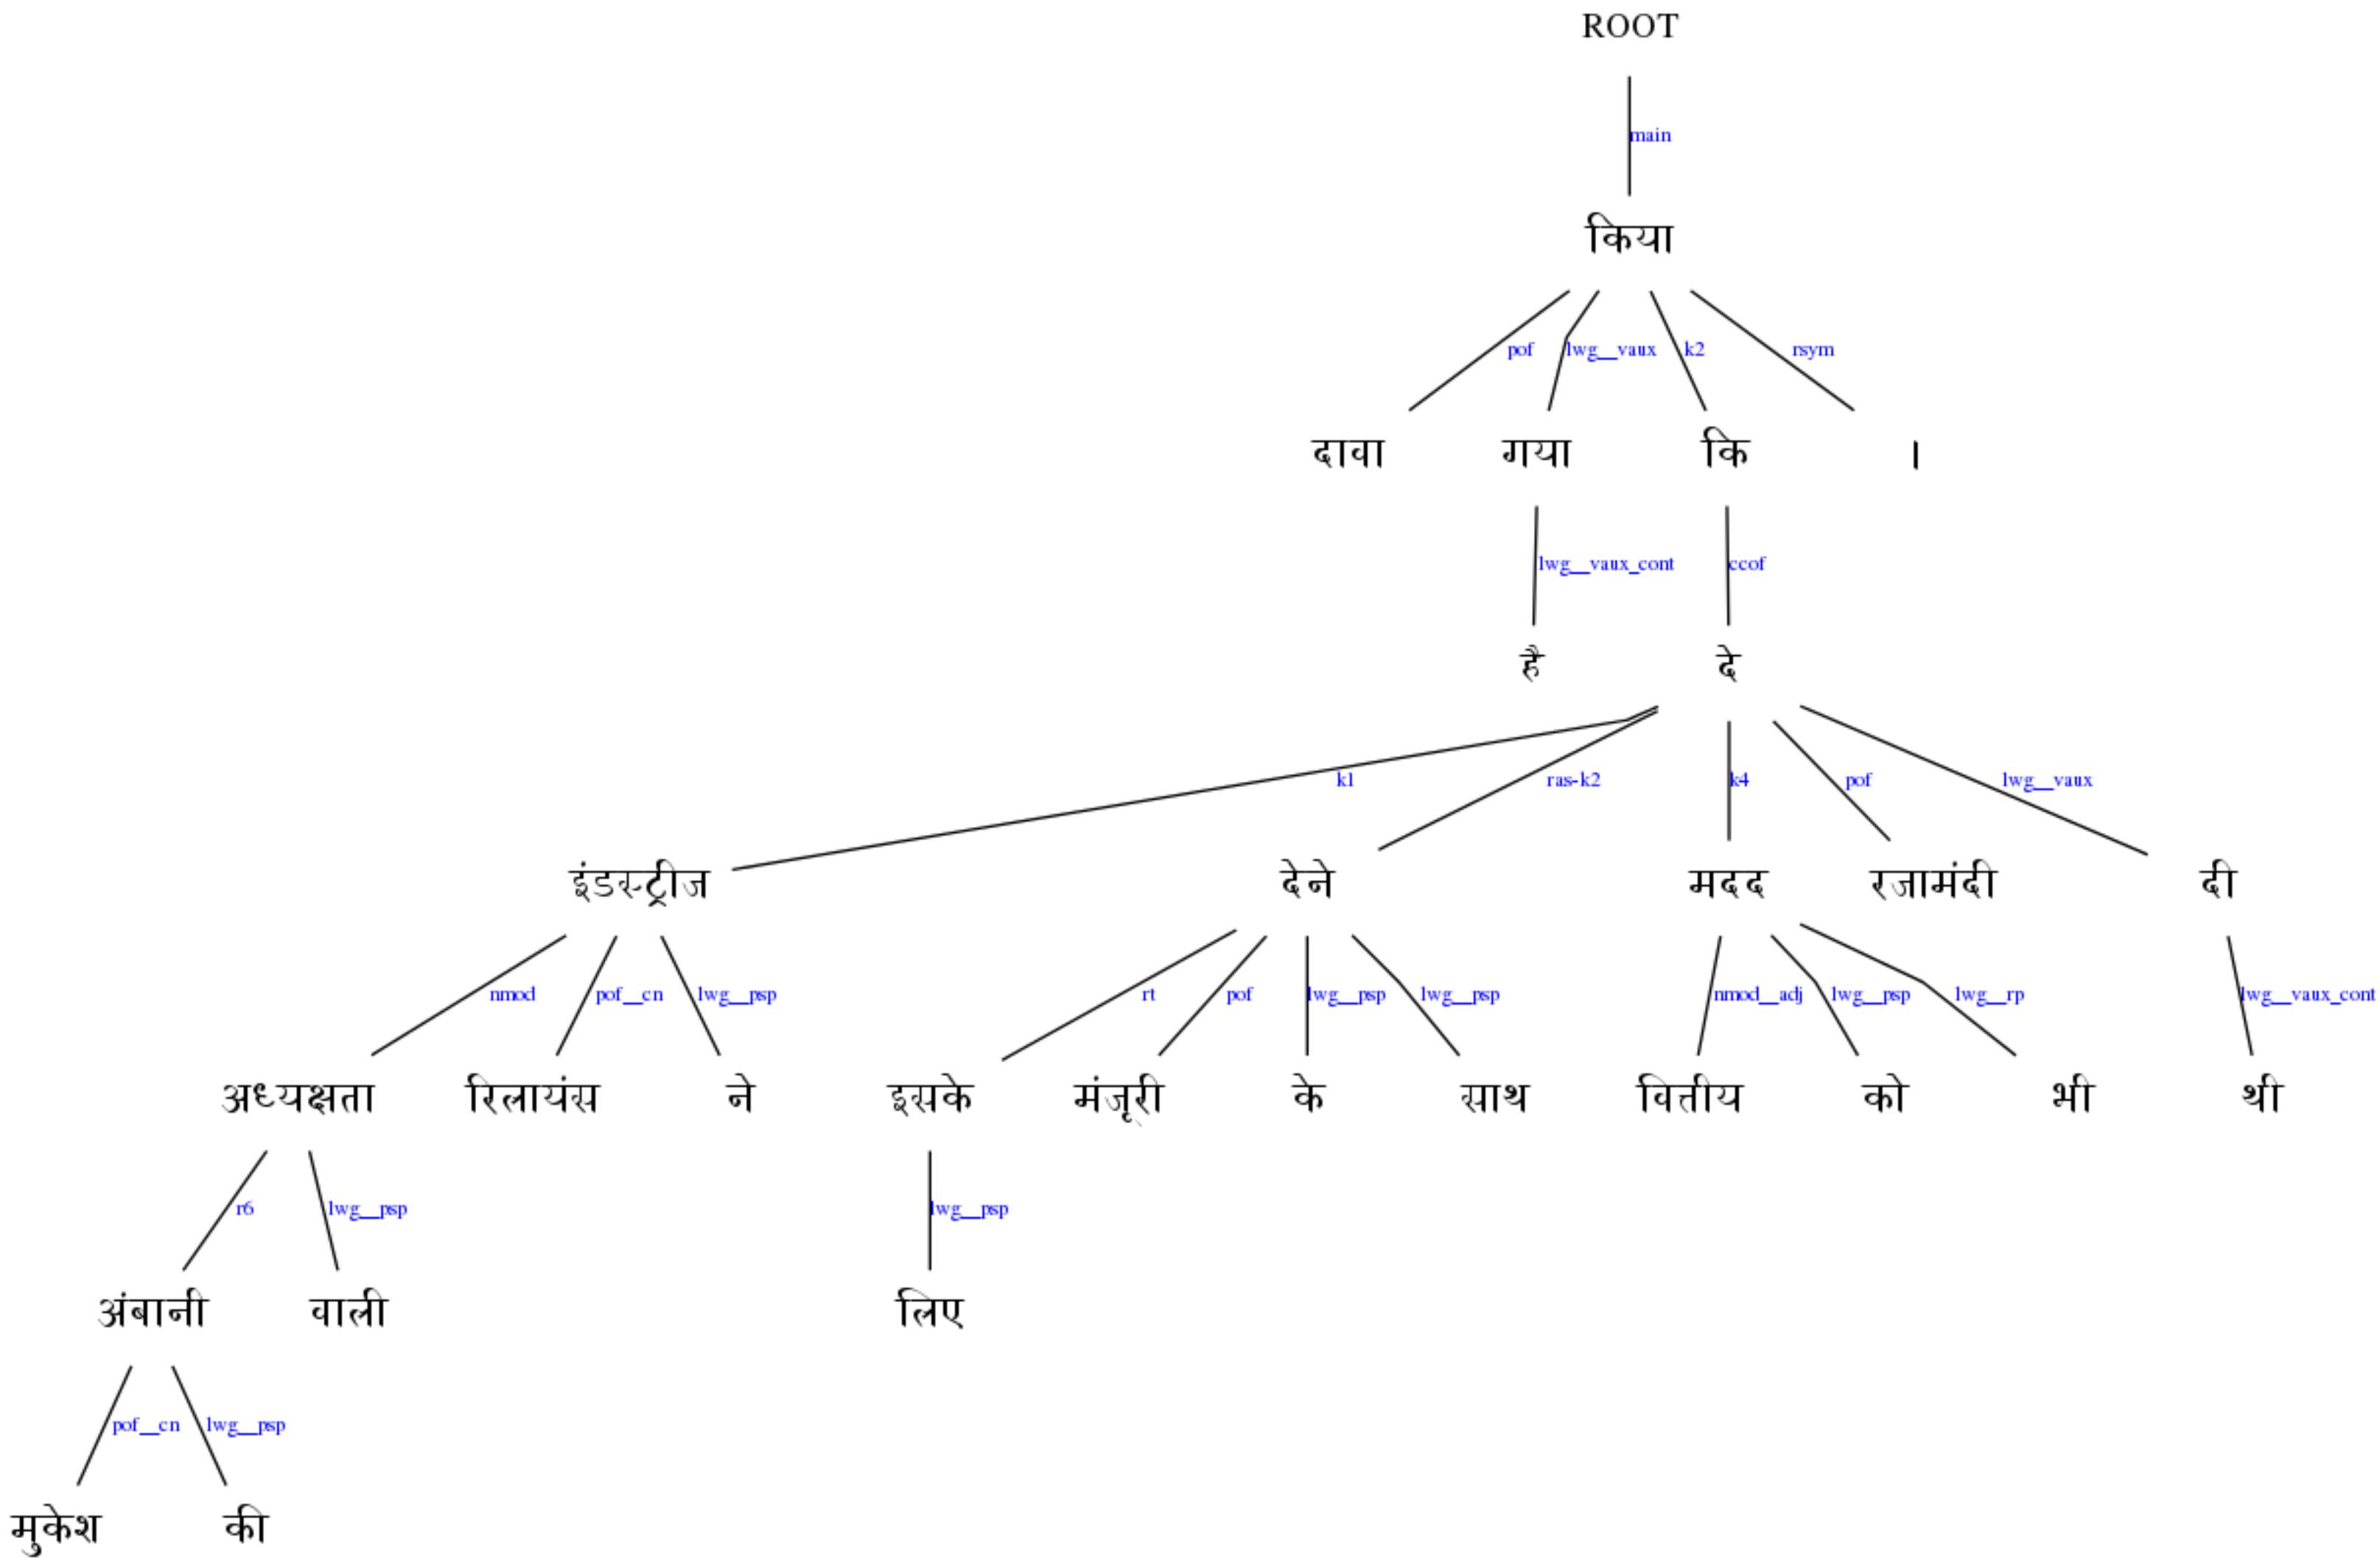 ROOT
main
किया
pof lwg__vaux k2 rsym
दावा गया कि ।
lwg__vaux_cont ccof
है दे
k1 ras-k2 k4 pof lwg__vaux
इंडस्ट्रीज देने मदद रजामंदी दी
nmod pof__cn lwg__psp rt pof lwg__psp lwg__psp nmod__adj lwg__psp lwg__rp lwg__vaux_cont
अध्यक्षता रिलायंस ने इसके मंजूरी के साथ वित्तीय को भी थी
r6 lwg__psp lwg__psp
अंबानी वाली लिए
pof__cn lwg__psp
मुकेश की